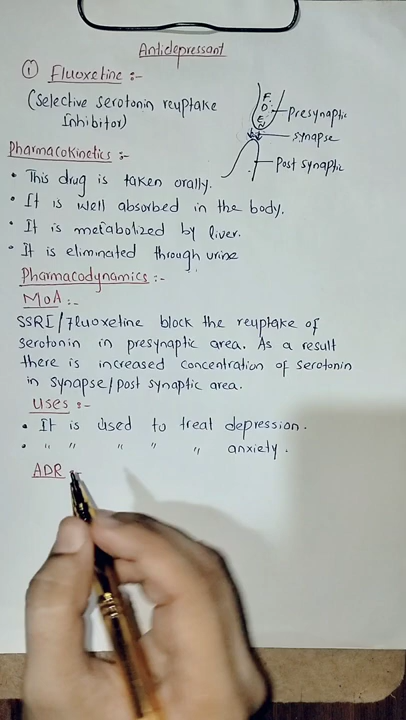 Antidepressant
① Fluoxetine :-
(Selective serotonin reuptake
Inhibitor)
Presynaptic
synapse
Post synaptic
Pharmacokinetics :-
• This drug is taken orally.
• It is well absorbed in the body.
• It is metabolized by liver.
• It is eliminated through urine
Pharmacodynamics :-
MoA :-
SSRI/Fluoxetine block the reuptake of
serotonin in presynaptic area. As a result
there is increased concentration of serotonin
in synapse/post synaptic area.
Uses :-
• It is used to treat depression.
• " " " " " anxiety.
ADR :-